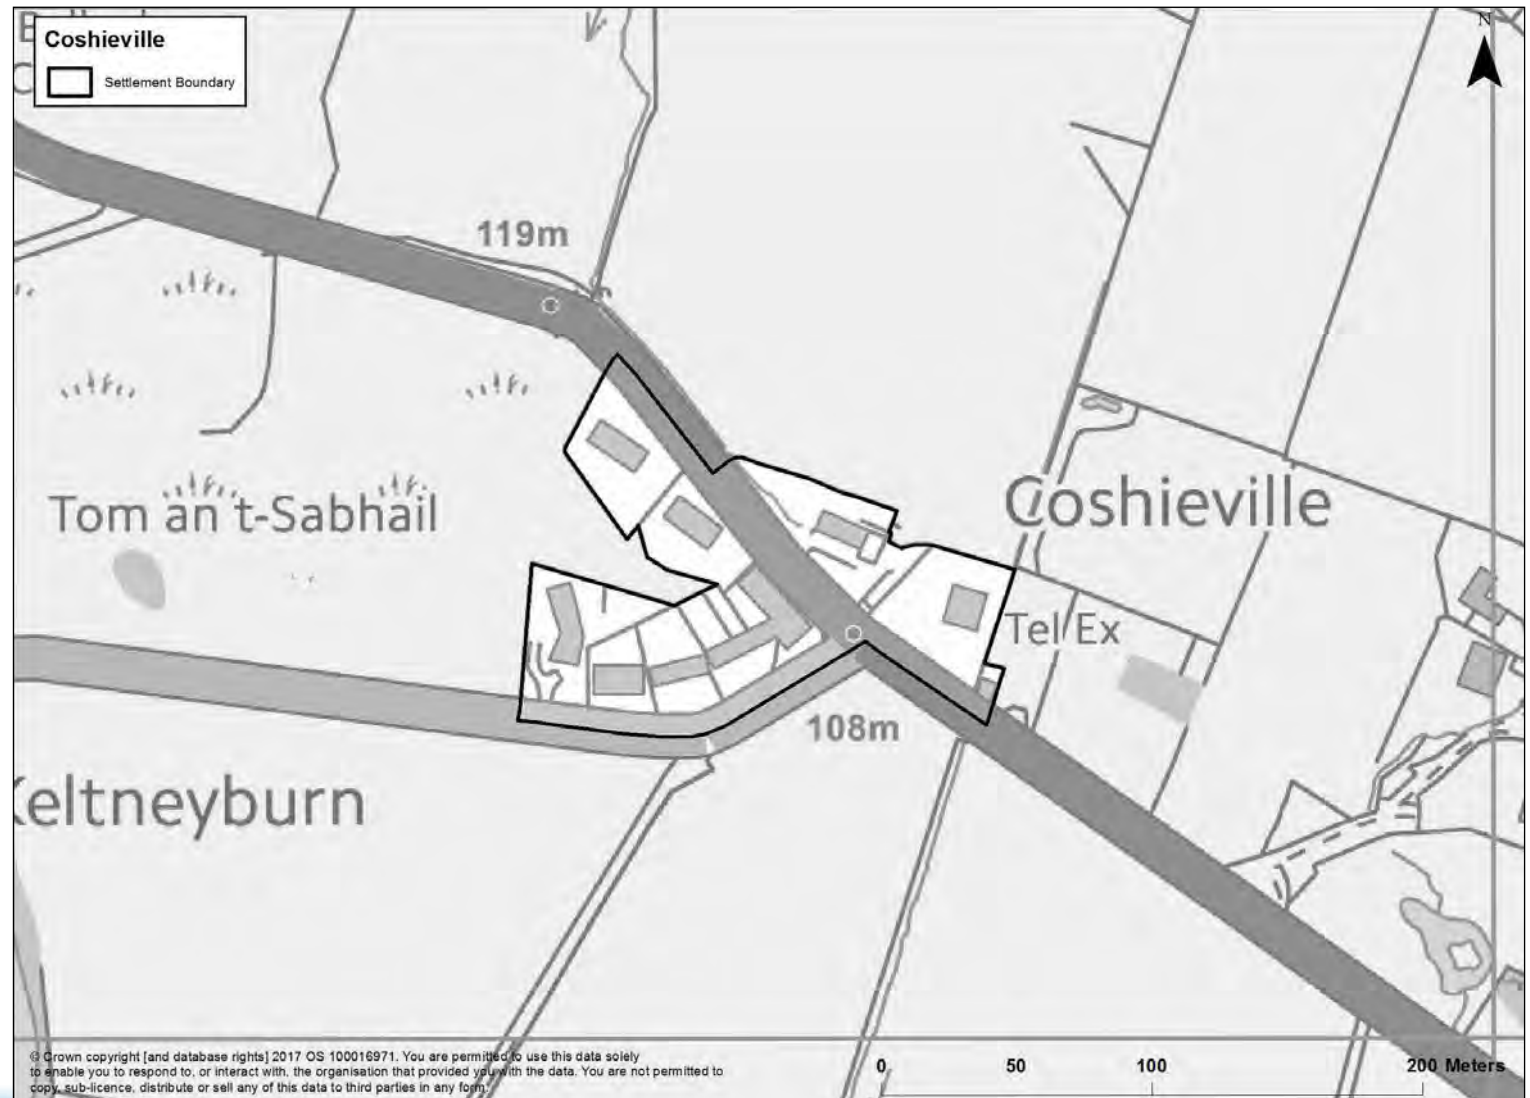 Coshieville
Settlement Boundary
N
119m
Tom an t-Sabhail
Coshieville
Tel Ex
108m
eltneyburn
© Crown copyright [and database rights] 2017 OS 100016971. You are permitted to use this data solely
to enable you to respond to, or interact with, the organisation that provided you with the data. You are not permitted to
copy, sub-licence, distribute or sell any of this data to third parties in any form.
0 50 100 200 Meters